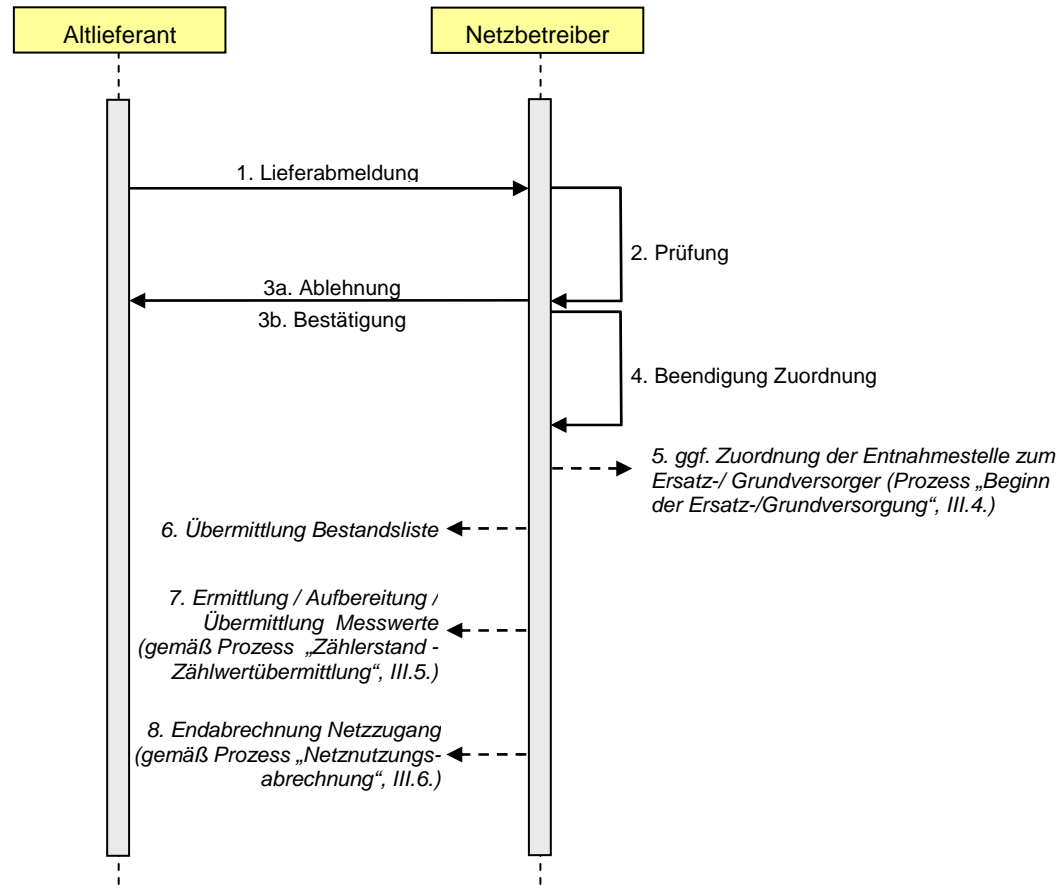 Altlieferant
Netzbetreiber
1. Lieferabmeldung
2. Prüfung
3a. Ablehnung
3b. Bestätigung
4. Beendigung Zuordnung
5. ggf. Zuordnung der Entnahmestelle zum
Ersatz-/ Grundversorger (Prozess „Beginn
der Ersatz-/Grundversorgung“, III.4.)
6. Übermittlung Bestandsliste
7. Ermittlung / Aufbereitung /
Übermittlung Messwerte
(gemäß Prozess „Zählerstand -
Zählwertübermittlung“, III.5.)
8. Endabrechnung Netzzugang
(gemäß Prozess „Netznutzungs-
abrechnung“, III.6.)